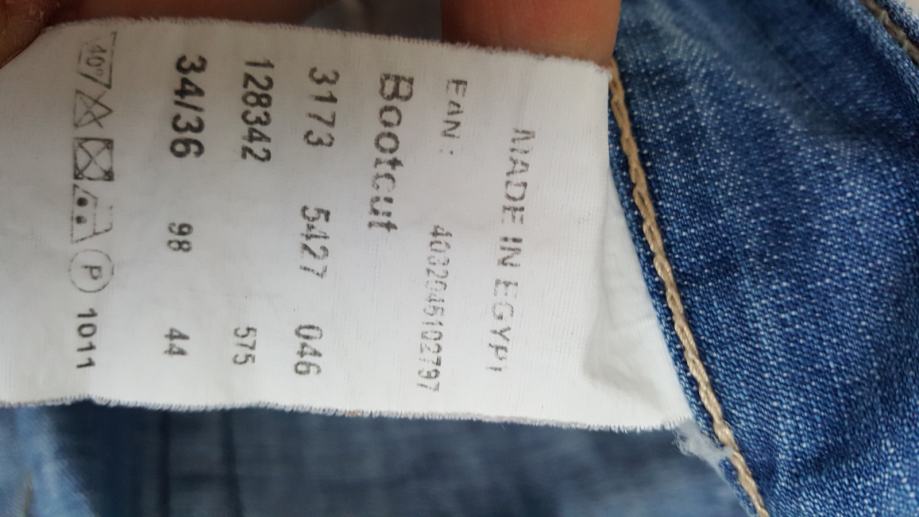 MADE IN EGYPT
EAN: 4032045102797
Bootcut
3173 5427 046
128342 575
34/36 98 44
40° P 1011